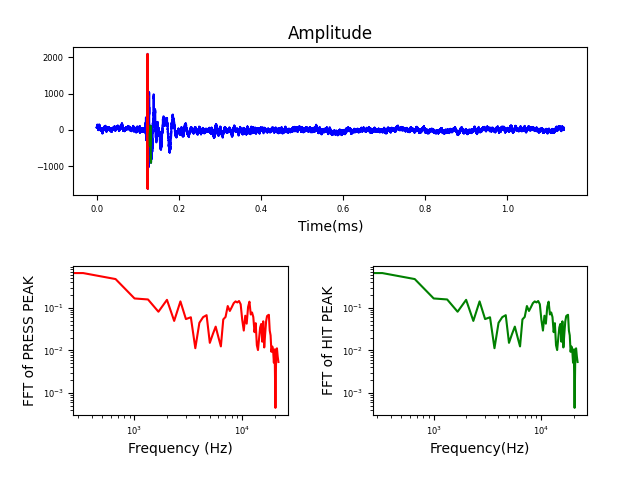 Amplitude
2000
1000
0
−1000
0.0 0.2 0.4 0.6 0.8 1.0
Time(ms)
FFT of PRESS PEAK
10⁻¹
10⁻²
10⁻³
10³ 10⁴
Frequency (Hz)
FFT of HIT PEAK
10⁻¹
10⁻²
10⁻³
10³ 10⁴
Frequency(Hz)